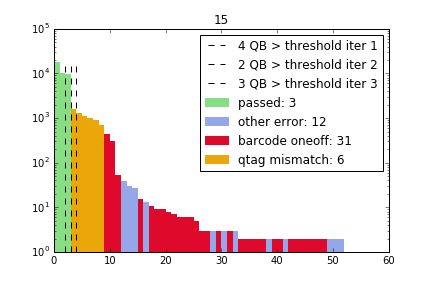 15
10^5
10^4
10^3
10^2
10^1
10^0
0 10 20 30 40 50 60
4 QB > threshold iter 1
2 QB > threshold iter 2
3 QB > threshold iter 3
passed: 3
other error: 12
barcode oneoff: 31
qtag mismatch: 6